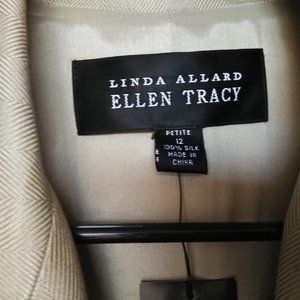 LINDA ALLARD
ELLEN TRACY
PETITE
12
100% SILK
MADE IN
CHINA